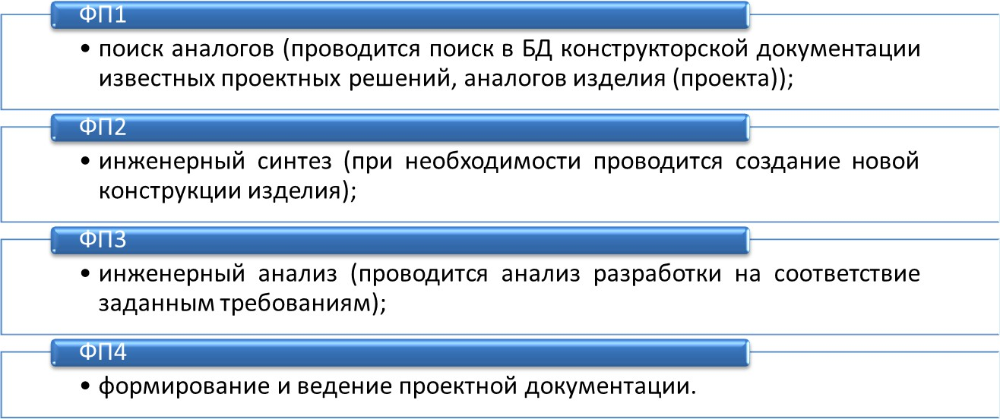 ФП1
• поиск аналогов (проводится поиск в БД конструкторской документации
известных проектных решений, аналогов изделия (проекта));
ФП2
• инженерный синтез (при необходимости проводится создание новой
конструкции изделия);
ФП3
• инженерный анализ (проводится анализ разработки на соответствие
заданным требованиям);
ФП4
• формирование и ведение проектной документации.